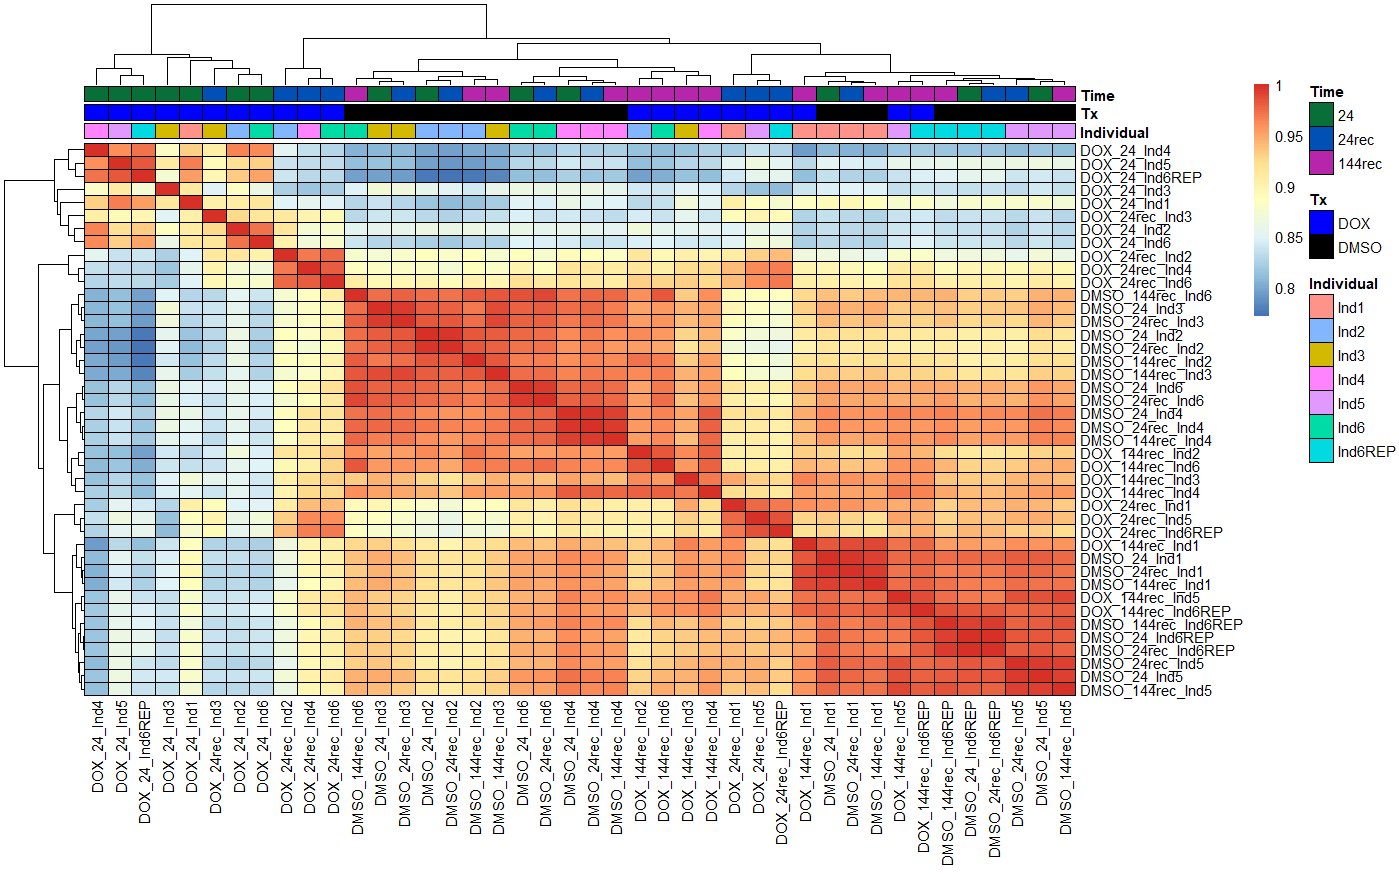 Time
Tx
Individual
DOX_24_Ind4
DOX_24_Ind5
DOX_24_Ind6REP
DOX_24_Ind3
DOX_24_Ind1
DOX_24rec_Ind3
DOX_24_Ind2
DOX_24_Ind6
DOX_24rec_Ind2
DOX_24rec_Ind4
DOX_24rec_Ind6
DMSO_144rec_Ind6
DMSO_24_Ind3
DMSO_24rec_Ind3
DMSO_24_Ind2
DMSO_24rec_Ind2
DMSO_144rec_Ind2
DMSO_144rec_Ind3
DMSO_24_Ind6
DMSO_24rec_Ind6
DMSO_24_Ind4
DMSO_24rec_Ind4
DMSO_144rec_Ind4
DOX_144rec_Ind2
DOX_144rec_Ind6
DOX_144rec_Ind3
DOX_144rec_Ind4
DOX_24rec_Ind1
DOX_24rec_Ind5
DOX_24rec_Ind6REP
DOX_144rec_Ind1
DMSO_24_Ind1
DMSO_24rec_Ind1
DMSO_144rec_Ind1
DOX_144rec_Ind5
DOX_144rec_Ind6REP
DMSO_144rec_Ind6REP
DMSO_24_Ind6REP
DMSO_24rec_Ind6REP
DMSO_24rec_Ind5
DMSO_24_Ind5
DMSO_144rec_Ind5
DOX_24_Ind4
DOX_24_Ind5
DOX_24_Ind6REP
DOX_24_Ind3
DOX_24_Ind1
DOX_24rec_Ind3
DOX_24_Ind2
DOX_24_Ind6
DOX_24rec_Ind2
DOX_24rec_Ind4
DOX_24rec_Ind6
DMSO_144rec_Ind6
DMSO_24_Ind3
DMSO_24rec_Ind3
DMSO_24_Ind2
DMSO_24rec_Ind2
DMSO_144rec_Ind2
DMSO_144rec_Ind3
DMSO_24_Ind6
DMSO_24rec_Ind6
DMSO_24_Ind4
DMSO_24rec_Ind4
DMSO_144rec_Ind4
DOX_144rec_Ind2
DOX_144rec_Ind6
DOX_144rec_Ind3
DOX_144rec_Ind4
DOX_24rec_Ind1
DOX_24rec_Ind5
DOX_24rec_Ind6REP
DOX_144rec_Ind1
DMSO_24_Ind1
DMSO_24rec_Ind1
DMSO_144rec_Ind1
DOX_144rec_Ind5
DOX_144rec_Ind6REP
DMSO_144rec_Ind6REP
DMSO_24_Ind6REP
DMSO_24rec_Ind6REP
DMSO_24rec_Ind5
DMSO_24_Ind5
DMSO_144rec_Ind5
1
0.95
0.9
0.85
0.8
Time
24
24rec
144rec
Tx
DOX
DMSO
Individual
Ind1
Ind2
Ind3
Ind4
Ind5
Ind6
Ind6REP